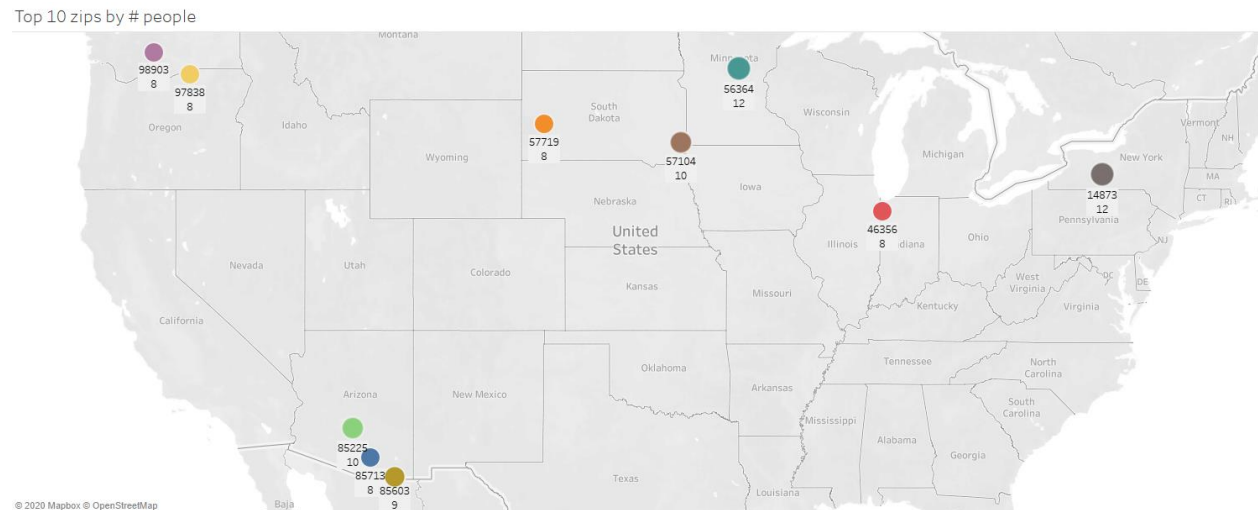 Top 10 zips by # people
Montana
Minnesota
98903
8
97838
8
56364
12
Oregon
Idaho
South
Dakota
57719
8
Wisconsin
Vermont
NH
Wyoming
57104
10
Michigan
New York
MA
14873
12
CT
RI
Iowa
Nebraska
Pennsylvania
46356
8
United
States
Illinois
diana
Ohio
NJ
Nevada
Utah
Colorado
Kansas
Missouri
West
Virginia
DC
DE
Kentucky
Virginia
California
Oklahoma
Tennessee
North
Carolina
Arizona
New Mexico
Arkansas
South
Carolina
Mississippi
Alabama
Georgia
85225
10
85713
8
85603
9
Texas
Louisiana
Baja
© 2020 Mapbox © OpenStreetMap